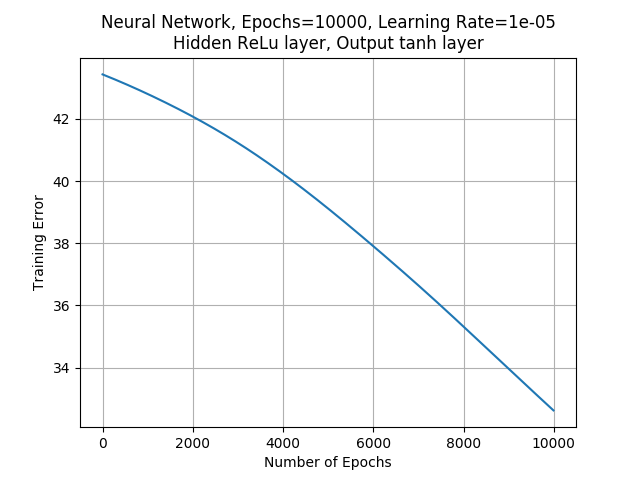 Neural Network, Epochs=10000, Learning Rate=1e-05
Hidden ReLu layer, Output tanh layer
Training Error
42
40
38
36
34
0 2000 4000 6000 8000 10000
Number of Epochs